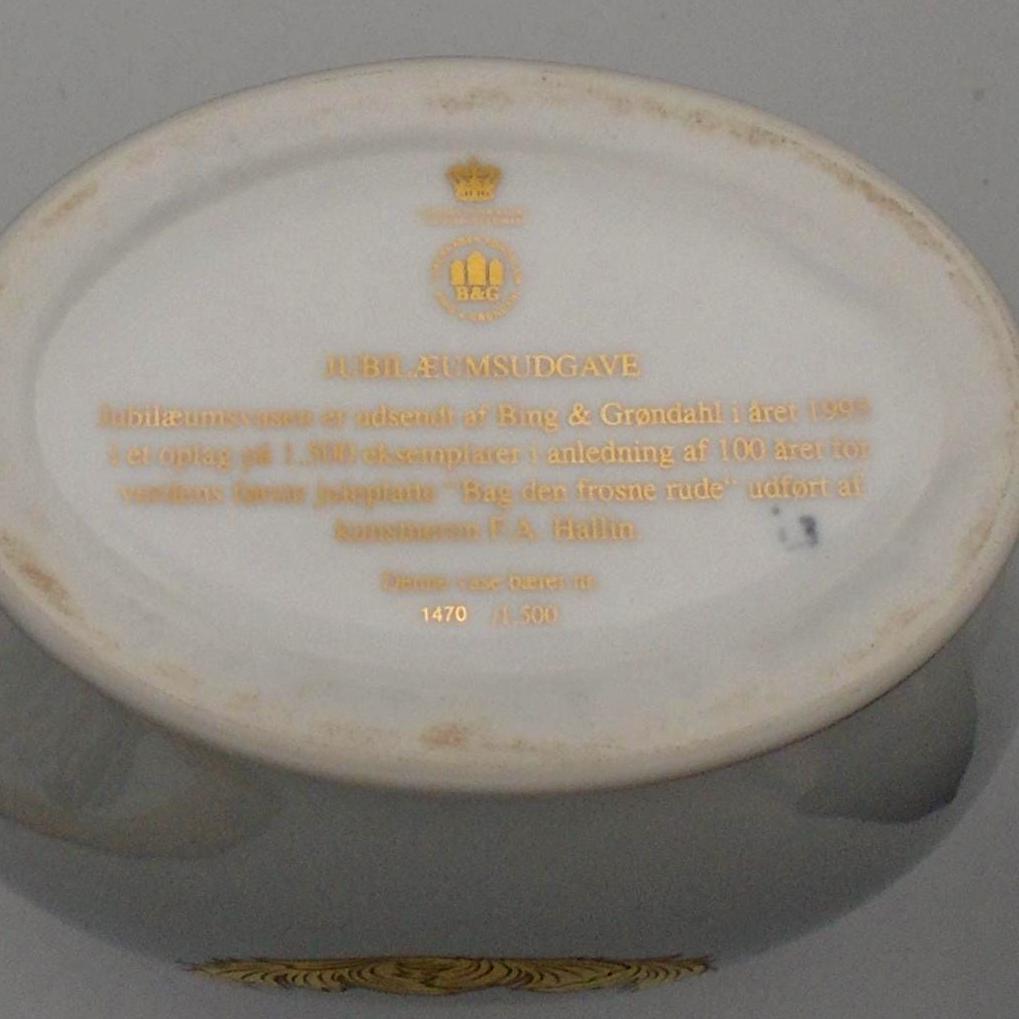 B&G
JUBILÆUMSUDGAVE
Jubilæumsvasen er udsendt af Bing & Grøndahl i året 1995
i et oplag på 1.500 eksemplarer i anledning af 100 året for
verdens første juleplatte "Bag den frosne rude" udført af
kunstneren F.A. Hallin
Denne vase bærer nr.
1470 /1.500